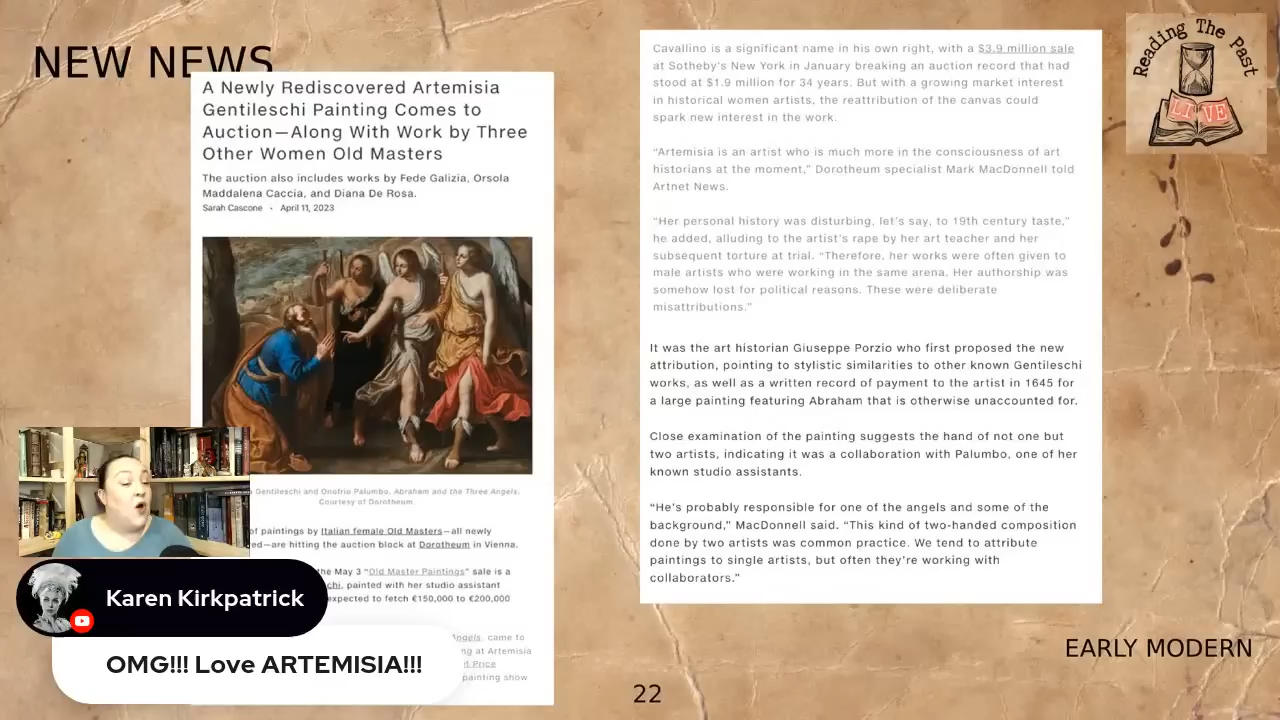 NEW NEWS
A Newly Rediscovered Artemisia
Gentileschi Painting Comes to
Auction—Along With Work by Three
Other Women Old Masters
The auction also includes works by Fede Galizia, Orsola
Maddalena Caccia, and Diana De Rosa.
Sarah Cascone • April 11, 2023
Gentileschi and Onofrio Palumbo, Abraham and the Three Angels.
Courtesy of Dorotheum.
of paintings by Italian female Old Masters—all newly
ed—are hitting the auction block at Dorotheum in Vienna.
the May 3 “Old Master Paintings” sale is a
chi, painted with her studio assistant
expected to fetch €150,000 to €200,000
Angels, came to
ng at Artemisia
Price
painting show
Karen Kirkpatrick
OMG!!! Love ARTEMISIA!!!
Cavallino is a significant name in his own right, with a $3.9 million sale
at Sotheby's New York in January breaking an auction record that had
stood at $1.9 million for 34 years. But with a growing market interest
in historical women artists, the reattribution of the canvas could
spark new interest in the work.
“Artemisia is an artist who is much more in the consciousness of art
historians at the moment,” Dorotheum specialist Mark MacDonnell told
Artnet News.
“Her personal history was disturbing, let's say, to 19th century taste,”
he added, alluding to the artist's rape by her art teacher and her
subsequent torture at trial. “Therefore, her works were often given to
male artists who were working in the same arena. Her authorship was
somehow lost for political reasons. These were deliberate
misattributions.”
It was the art historian Giuseppe Porzio who first proposed the new
attribution, pointing to stylistic similarities to other known Gentileschi
works, as well as a written record of payment to the artist in 1645 for
a large painting featuring Abraham that is otherwise unaccounted for.
Close examination of the painting suggests the hand of not one but
two artists, indicating it was a collaboration with Palumbo, one of her
known studio assistants.
“He's probably responsible for one of the angels and some of the
background,” MacDonnell said. “This kind of two-handed composition
done by two artists was common practice. We tend to attribute
paintings to single artists, but often they're working with
collaborators.”
Reading The Past
LIVE
EARLY MODERN
22